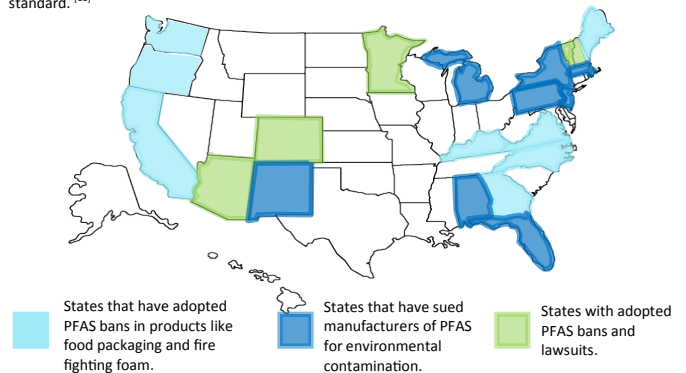 standard.
States that have adopted
PFAS bans in products like
food packaging and fire
fighting foam.
States that have sued
manufacturers of PFAS
for environmental
contamination.
States with adopted
PFAS bans and
lawsuits.